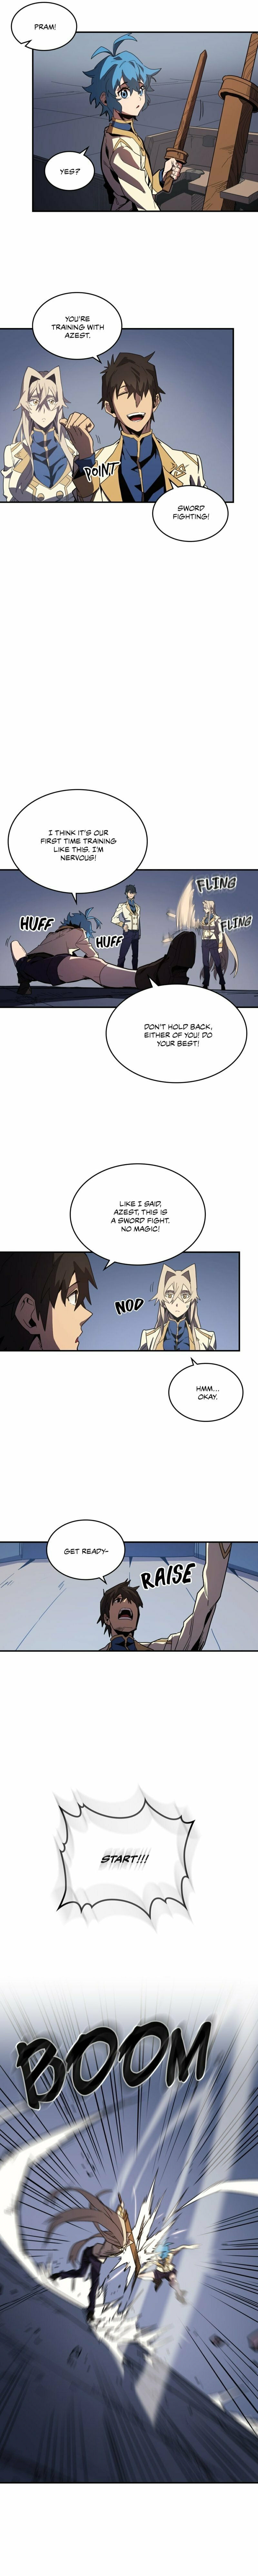 PRAM!
YES?
YOU'RE
TRAINING WITH
AZEST.
POINT
SWORD
FIGHTING!
I THINK IT'S OUR
FIRST TIME TRAINING
LIKE THIS. I'M
NERVOUS!
FLING
FLING
HUFF
HUFF
DON'T HOLD BACK,
EITHER OF YOU! DO
YOUR BEST!
LIKE I SAID,
AZEST, THIS IS
A SWORD FIGHT.
NO MAGIC!
NOD
HMM...
OKAY.
GET READY-
RAISE
START!!!
BOOM